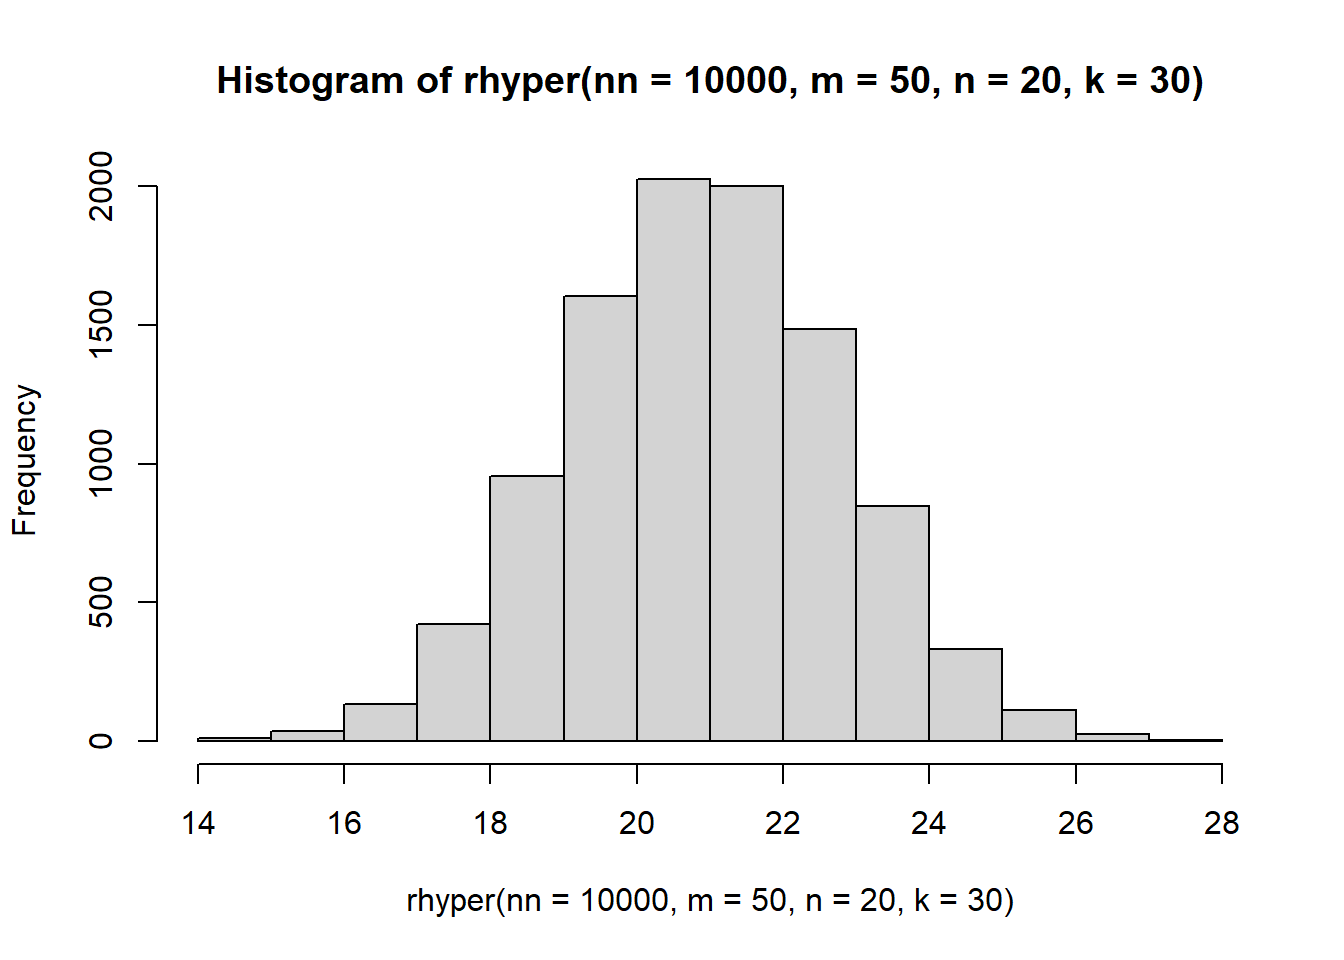 Histogram of rhyper(nn = 10000, m = 50, n = 20, k = 30)
2000
1500
1000
500
0
Frequency
14 16 18 20 22 24 26 28
rhyper(nn = 10000, m = 50, n = 20, k = 30)